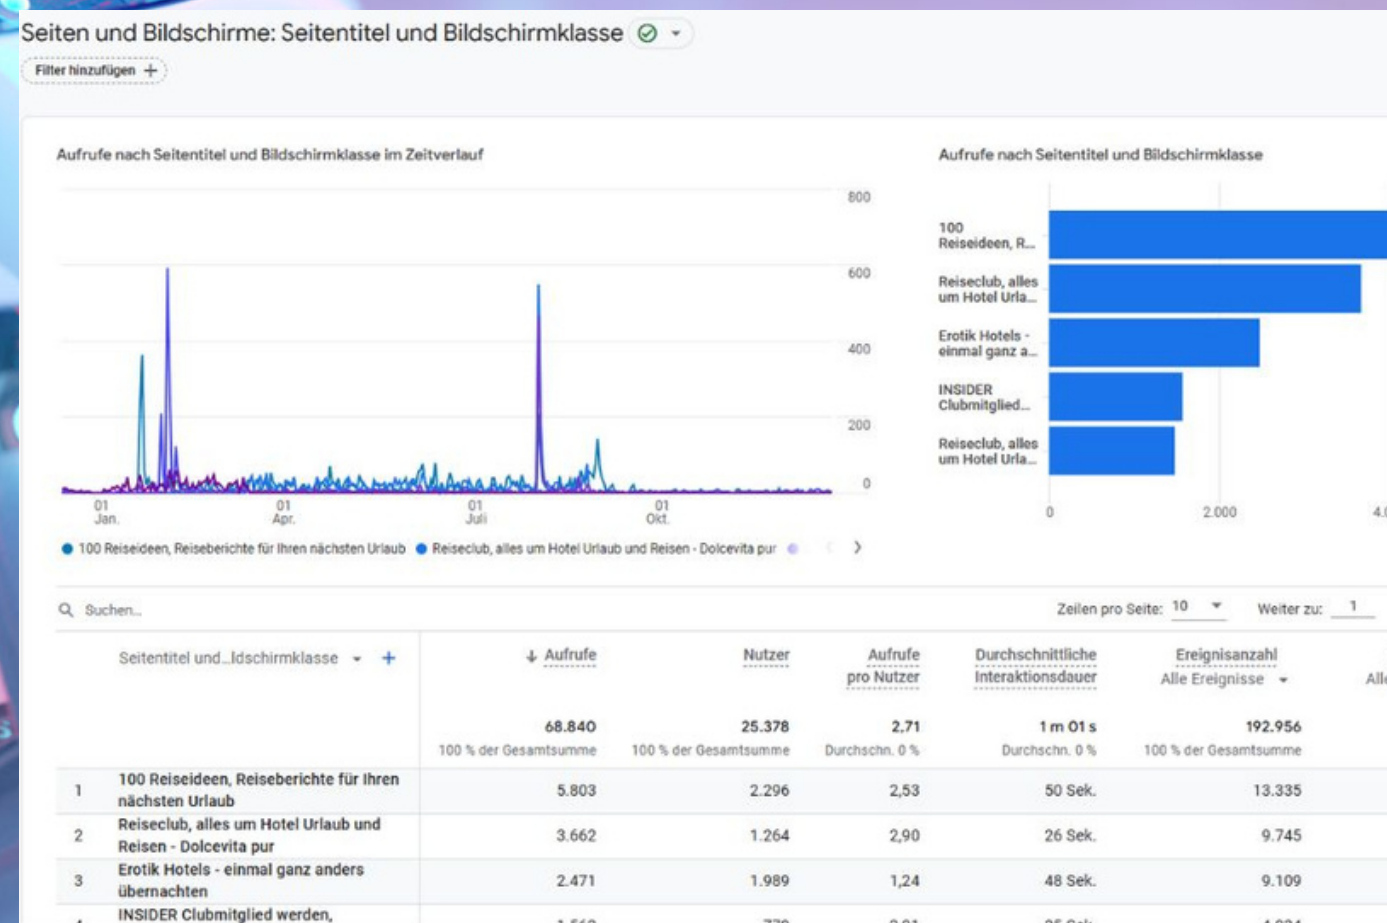 Seiten und Bildschirme: Seitentitel und Bildschirmklasse
Filter hinzufügen +
Aufrufe nach Seitentitel und Bildschirmklasse im Zeitverlauf
800
600
400
200
0
01
Jan.
01
Apr.
01
Juli
01
Okt.
100 Reiseideen, Reiseberichte für Ihren nächsten Urlaub
Reiseclub, alles um Hotel Urlaub und Reisen - Dolcevita pur
Aufrufe nach Seitentitel und Bildschirmklasse
100
Reiseideen, R...
Reiseclub, alles
um Hotel Urla...
Erotik Hotels -
einmal ganz a...
INSIDER
Clubmitglied...
Reiseclub, alles
um Hotel Urla...
0
2.000
Suchen...
Zeilen pro Seite: 10
Weiter zu: 1
Seitentitel und...ldschirmklasse +
↓ Aufrufe
Nutzer
Aufrufe
pro Nutzer
Durchschnittliche
Interaktionsdauer
Ereignisanzahl
Alle Ereignisse
68.840
25.378
2,71
1 m 01 s
192.956
100 % der Gesamtsumme
100 % der Gesamtsumme
Durchschn. 0 %
Durchschn. 0 %
100 % der Gesamtsumme
1
100 Reiseideen, Reiseberichte für Ihren
nächsten Urlaub
5.803
2.296
2,53
50 Sek.
13.335
2
Reiseclub, alles um Hotel Urlaub und
Reisen - Dolcevita pur
3.662
1.264
2,90
26 Sek.
9.745
3
Erotik Hotels - einmal ganz anders
übernachten
2.471
1.989
1,24
48 Sek.
9.109
INSIDER Clubmitglied werden,